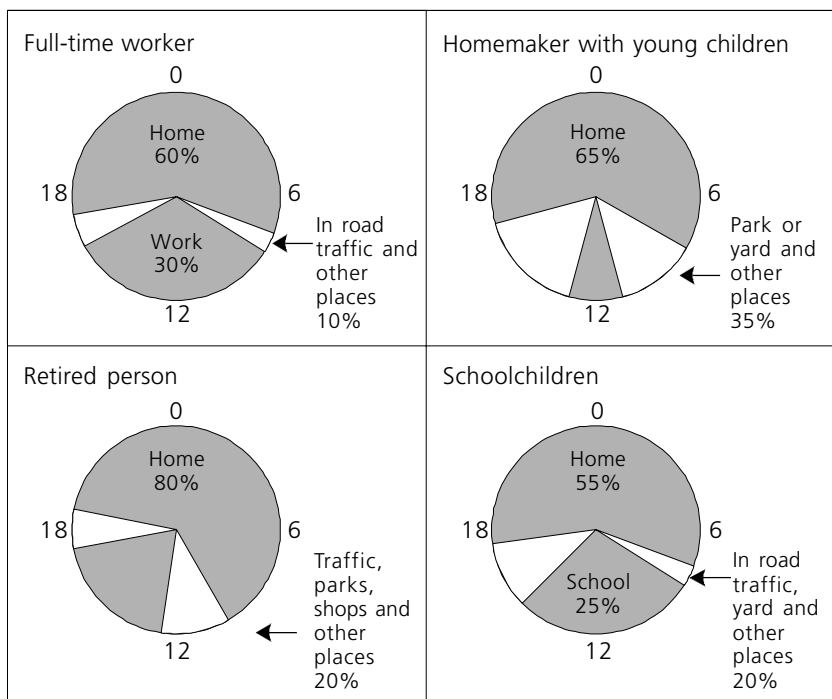 Full-time worker
0
Home
60%
18
6
Work
30%
In road
traffic and
other
places
10%
12
Homemaker with young children
0
Home
65%
18
6
Park or
yard and
other
places
35%
12
Retired person
0
Home
80%
18
6
Traffic,
parks,
shops and
other
places
20%
12
Schoolchildren
0
Home
55%
18
6
School
25%
In road
traffic,
yard and
other
places
20%
12